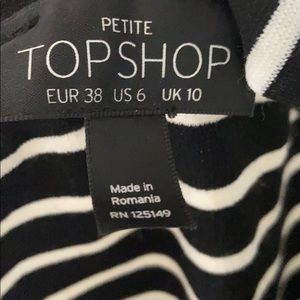 PETITE
TOPSHOP
EUR 38 US 6 UK 10
Made in
Romania
RN 125149